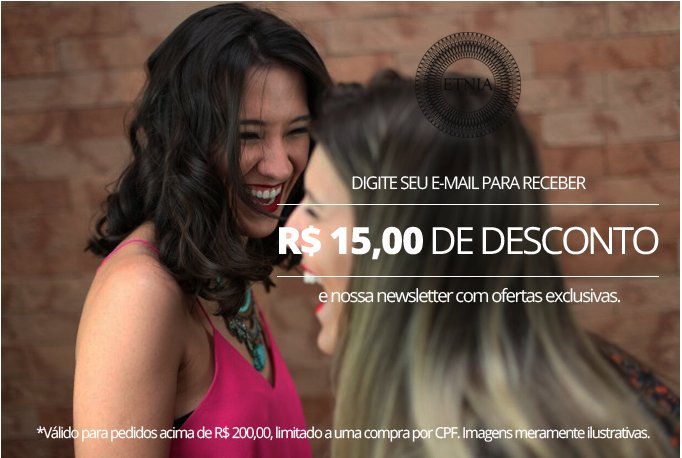 ETNIA
DIGITE SEU E-MAIL PARA RECEBER
R$ 15,00 DE DESCONTO
e nossa newsletter com ofertas exclusivas.
*Válido para pedidos acima de R$ 200,00, limitado a uma compra por CPF. Imagens meramente ilustrativas.